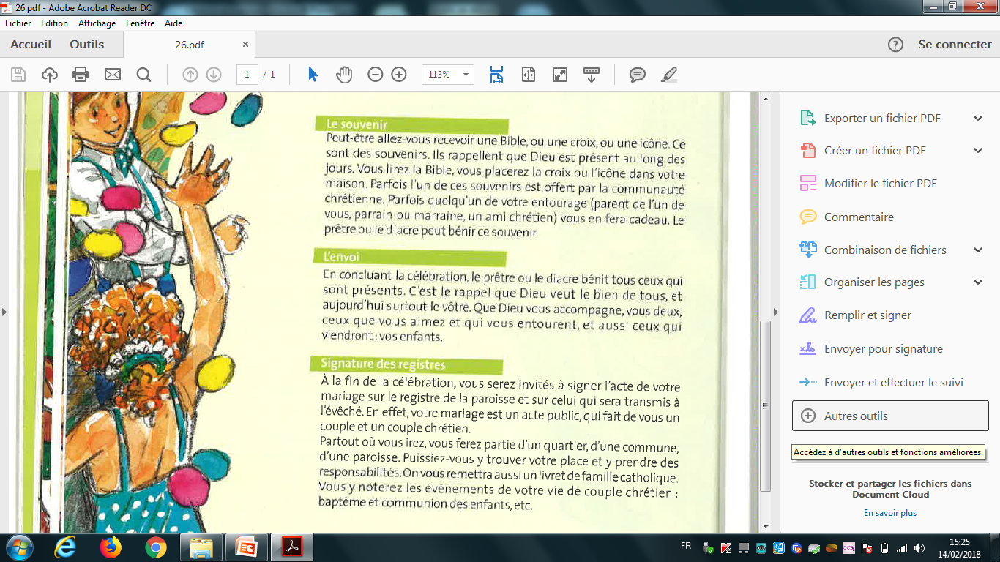 26.pdf - Adobe Acrobat Reader DC
Fichier Edition Affichage Fenêtre Aide
Accueil Outils 26.pdf × ? Se connecter
1 / 1 113%
Le souvenir
Peut-être allez-vous recevoir une Bible, ou une croix, ou une icône. Ce
sont des souvenirs. Ils rappellent que Dieu est présent au long des
jours. Vous lirez la Bible, vous placerez la croix ou l'icône dans votre
maison. Parfois l'un de ces souvenirs est offert par la communauté
chrétienne. Parfois quelqu'un de votre entourage (parent de l'un de
vous, parrain ou marraine, un ami chrétien) vous en fera cadeau. Le
prêtre ou le diacre peut bénir ce souvenir.
L'envoi
En concluant la célébration, le prêtre ou le diacre bénit tous ceux qui
sont présents. C'est le rappel que Dieu veut le bien de tous, et
aujourd'hui surtout le vôtre. Que Dieu vous accompagne, vous deux,
ceux que vous aimez et qui vous entourent, et aussi ceux qui
viendront : vos enfants.
Signature des registres
À la fin de la célébration, vous serez invités à signer l'acte de votre
mariage sur le registre de la paroisse et sur celui qui sera transmis à
l'évêché. En effet, votre mariage est un acte public, qui fait de vous un
couple et un couple chrétien.
Partout où vous irez, vous ferez partie d'un quartier, d'une commune,
d'une paroisse. Puissiez-vous y trouver votre place et y prendre des
responsabilités. On vous remettra aussi un livret de famille catholique.
Vous y noterez les événements de votre vie de couple chrétien :
baptême et communion des enfants, etc.
Exporter un fichier PDF
Créer un fichier PDF
Modifier le fichier PDF
Commentaire
Combinaison de fichiers
Organiser les pages
Remplir et signer
Envoyer pour signature
Envoyer et effectuer le suivi
Autres outils
Accédez à d'autres outils et fonctions améliorées.
Stocker et partager les fichiers dans
Document Cloud
En savoir plus
FR
15:25
14/02/2018